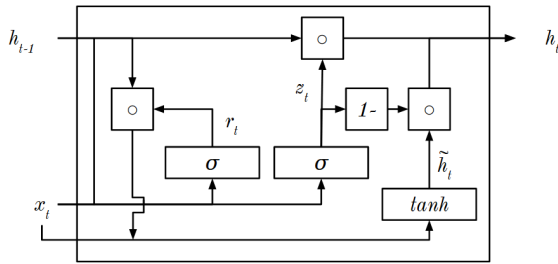 h_{t-1} ○ h_t
z_t
○ r_t 1- ○
σ σ h̃_t
x_t tanh